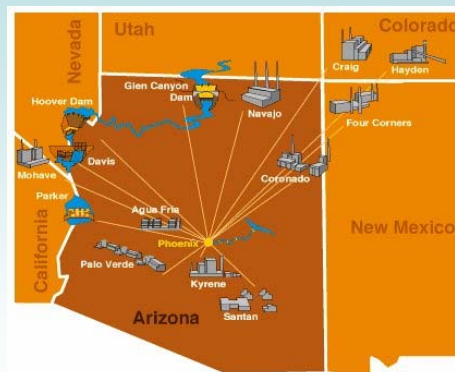 Nevada
Utah
Colorado
Craig
Hayden
Glen Canyon
Dam
Navajo
Hoover Dam
Four Corners
Mohave
Davis
Coronado
Parker
Agua Fria
Phoenix
New Mexico
California
Palo Verde
Kyrene
Santan
Arizona